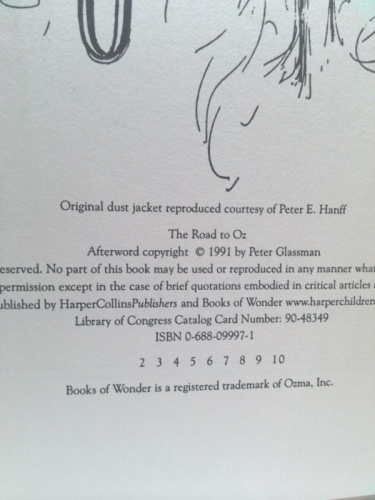 Original dust jacket reproduced courtesy of Peter E. Hanff
The Road to Oz
Afterword copyright © 1991 by Peter Glassman
eserved. No part of this book may be used or reproduced in any manner what
permission except in the case of brief quotations embodied in critical articles a
ublished by HarperCollinsPublishers and Books of Wonder www.harperchildren
Library of Congress Catalog Card Number: 90-48349
ISBN 0-688-09997-1
2 3 4 5 6 7 8 9 10
Books of Wonder is a registered trademark of Ozma, Inc.